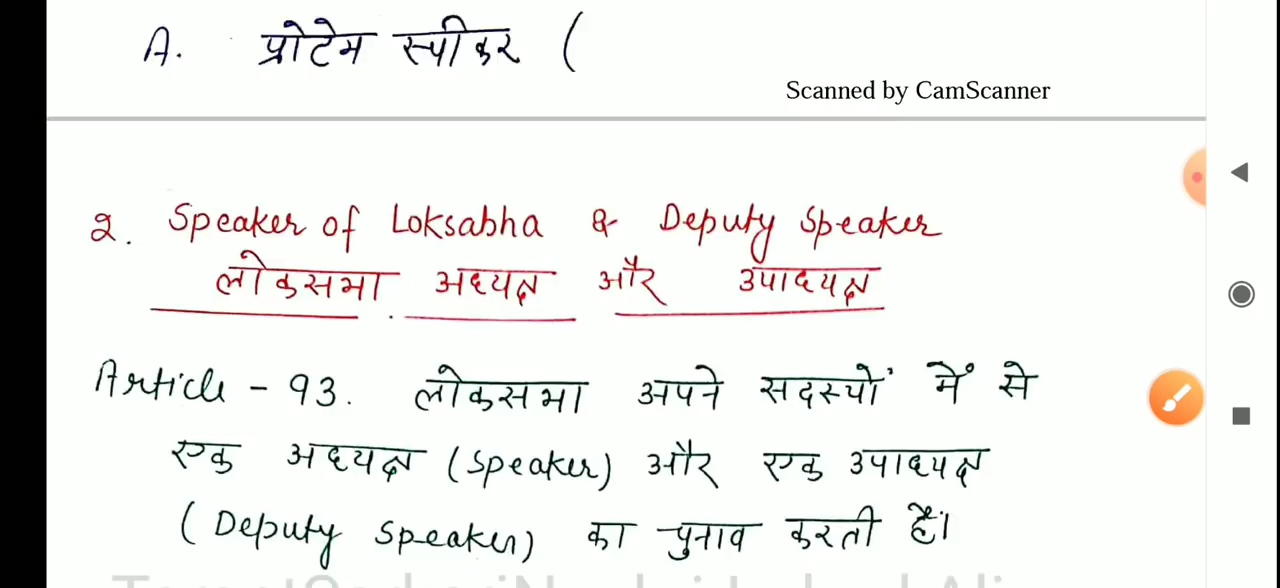 A. प्रोटेम स्पीकर (
Scanned by CamScanner
2. Speaker of Loksabha & Deputy Speaker
लोकसभा अध्यक्ष और उपाध्यक्ष
Article - 93. लोकसभा अपने सदस्यों में से
एक अध्यक्ष (Speaker) और एक उपाध्यक्ष
(Deputy Speaker) का चुनाव करती है।